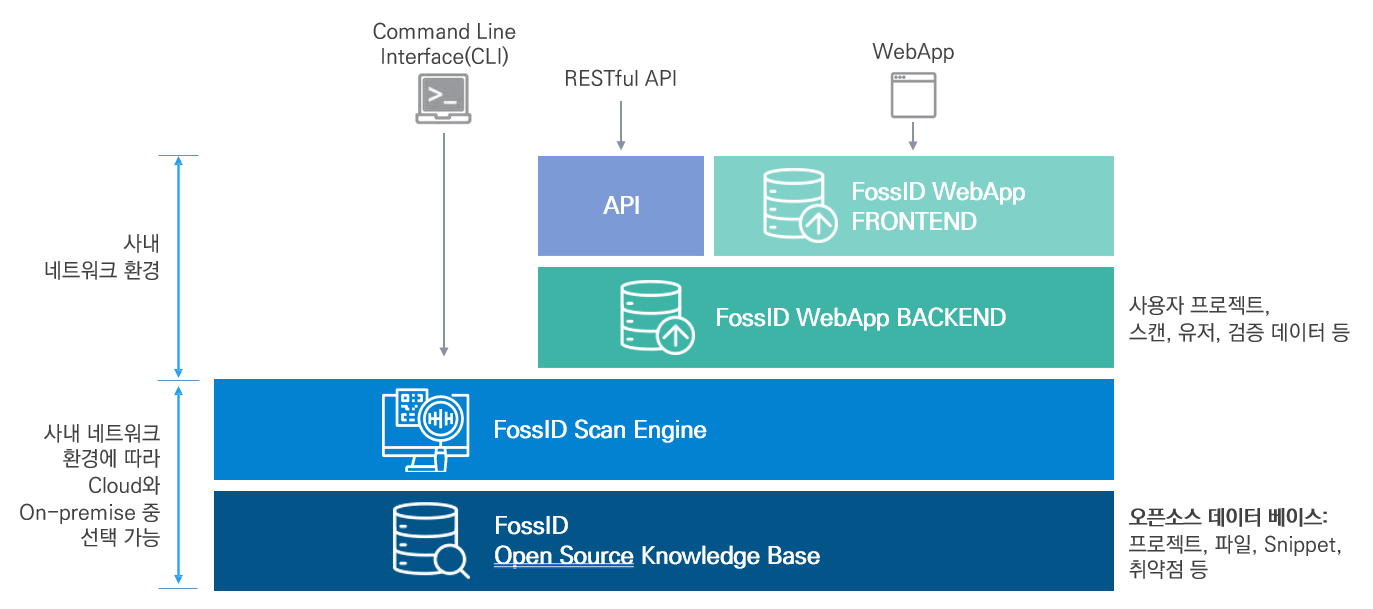 Command Line
Interface(CLI)
>_
RESTful API
WebApp
사내
네트워크 환경
API
FossID WebApp
FRONTEND
FossID WebApp BACKEND
사용자 프로젝트,
스캔, 유저, 검증 데이터 등
사내 네트워크
환경에 따라
Cloud와
On-premise 중
선택 가능
FossID Scan Engine
FossID
Open Source Knowledge Base
오픈소스 데이터 베이스:
프로젝트, 파일, Snippet,
취약점 등